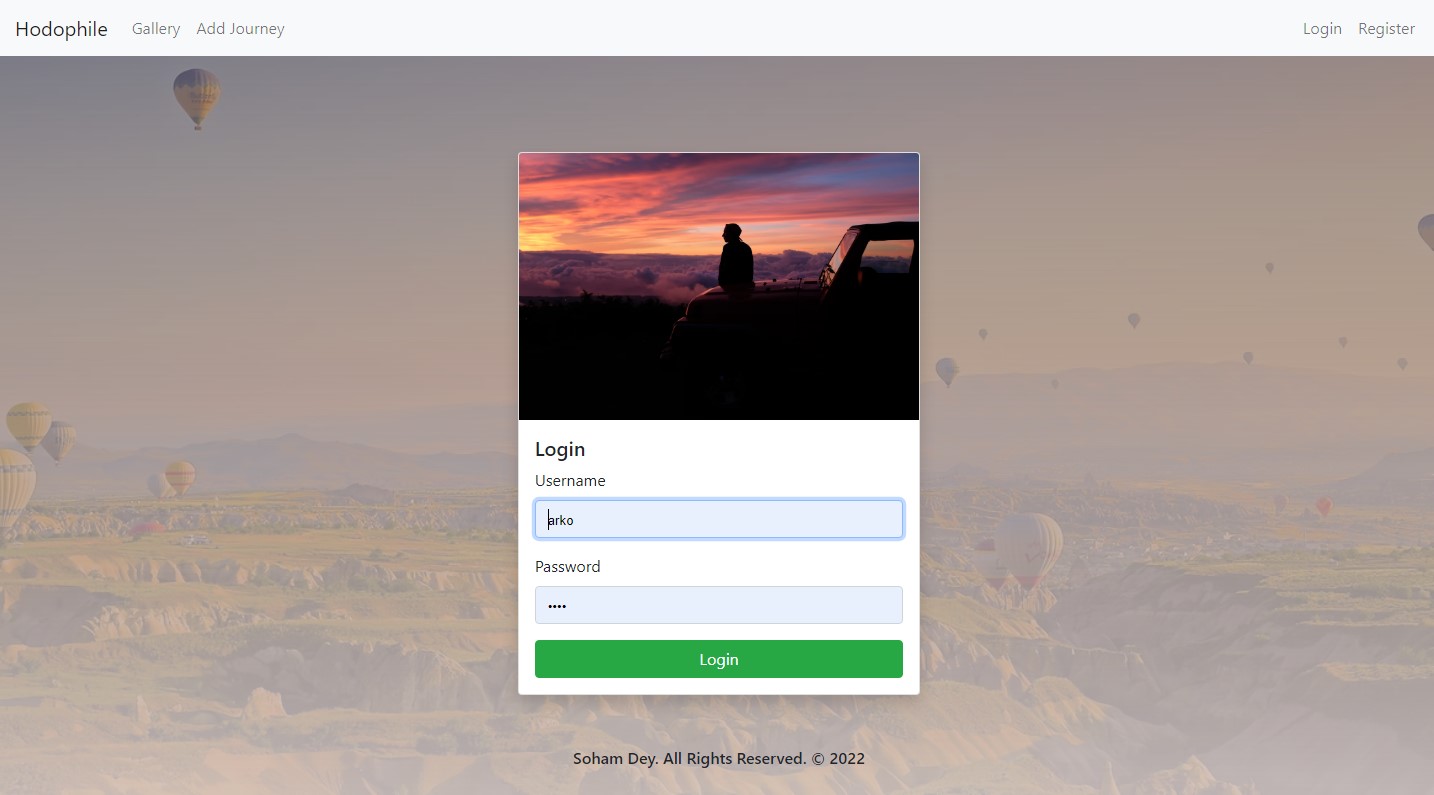 Hodophile Gallery Add Journey Login Register
Login
Username
arko
Password
••••
Login
Soham Dey. All Rights Reserved. © 2022